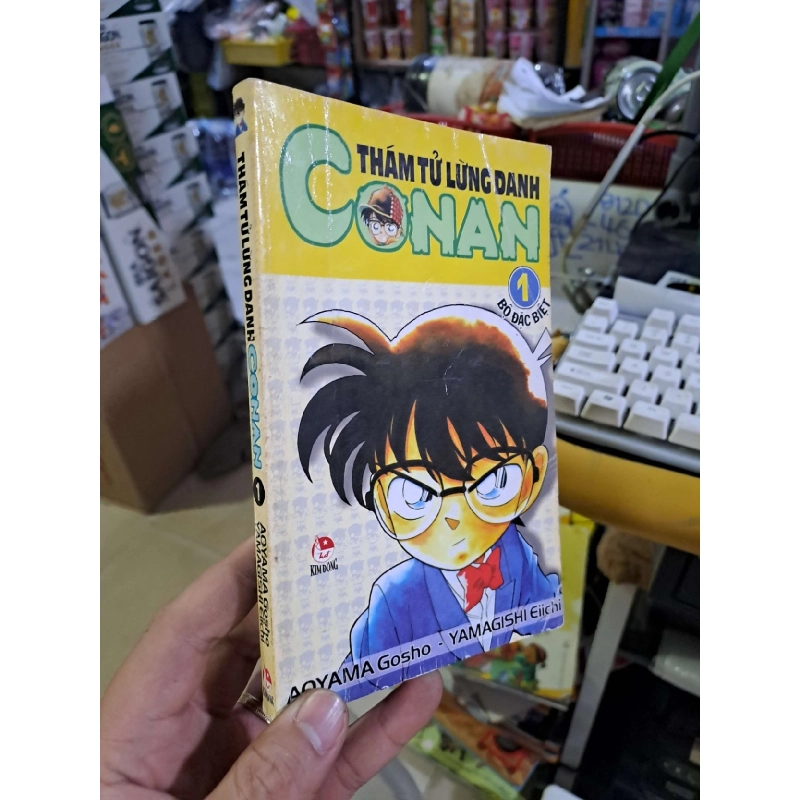 THÁM TỬ LỪNG DANH
CONAN
1
BỘ ĐẶC BIỆT
KIM ĐỒNG
AOYAMA Gosho - YAMAGISHI Eiichi
THÁM TỬ LỪNG DANH
CONAN
1
AOYAMA Gosho
YAMAGISHI Eiichi
SAIGON